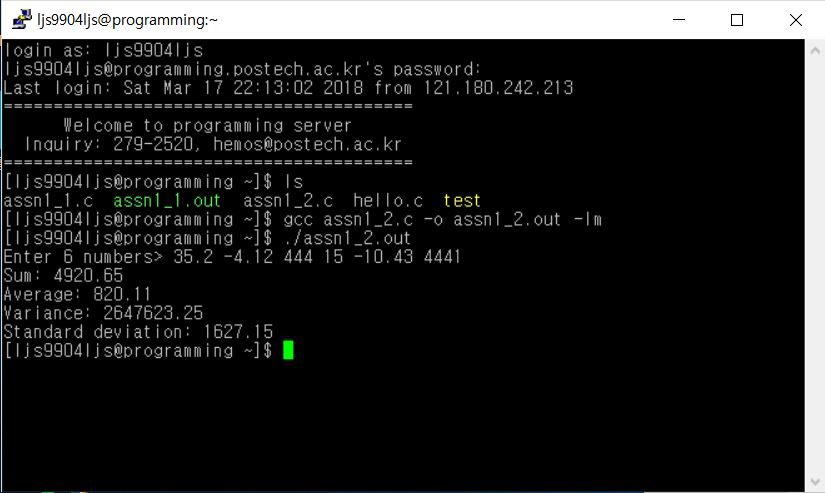 ljs9904ljs@programming:~
login as: ljs9904ljs
ljs9904ljs@programming.postech.ac.kr's password:
Last login: Sat Mar 17 22:13:02 2018 from 121.180.242.213
=========================================
Welcome to programming server
Inquiry: 279-2520, hemos@postech.ac.kr
=========================================
[ljs9904ljs@programming ~]$ ls
assn1_1.c assn1_1.out assn1_2.c hello.c test
[ljs9904ljs@programming ~]$ gcc assn1_2.c -o assn1_2.out -lm
[ljs9904ljs@programming ~]$ ./assn1_2.out
Enter 6 numbers> 35.2 -4.12 444 15 -10.43 4441
Sum: 4920.65
Average: 820.11
Variance: 2647623.25
Standard deviation: 1627.15
[ljs9904ljs@programming ~]$